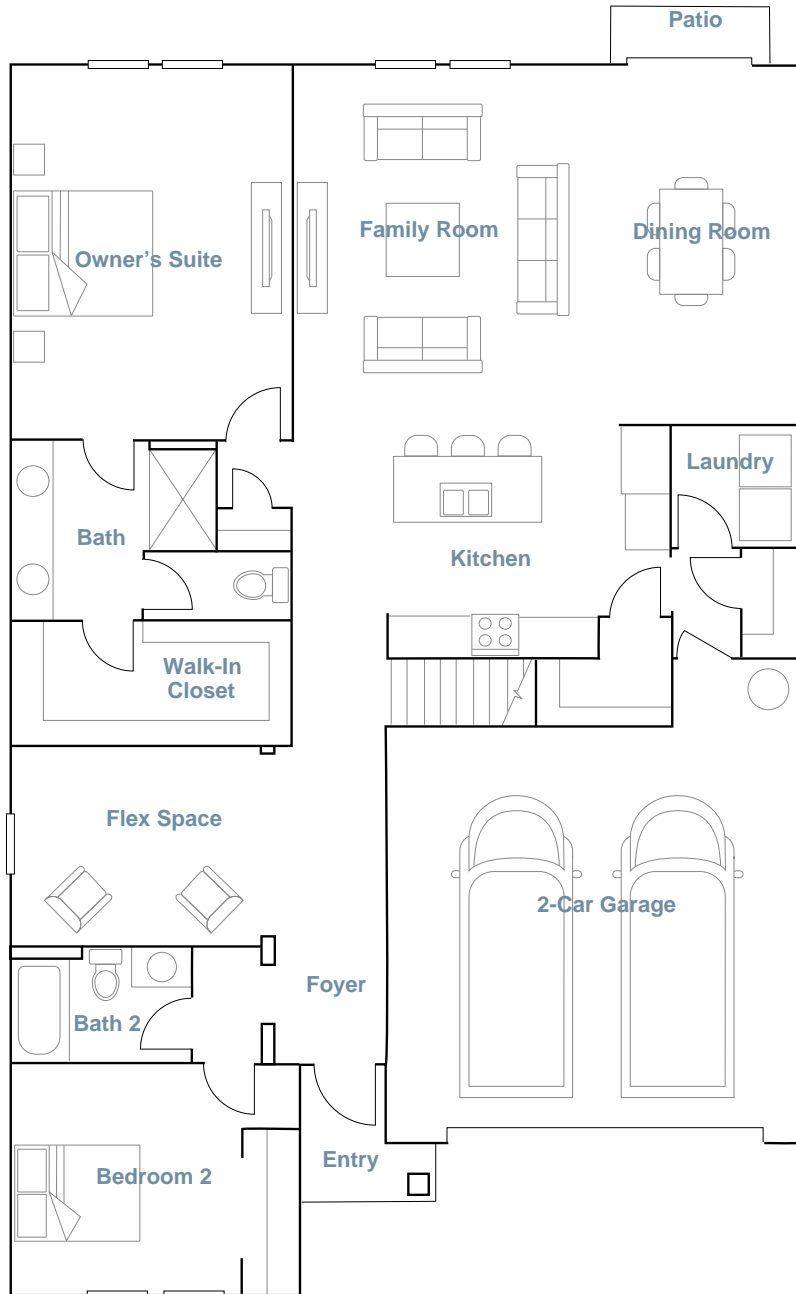 Patio
Family Room
Dining Room
Owner’s Suite
Laundry
Bath
Kitchen
Walk-In
Closet
Flex Space
2-Car Garage
Foyer
Bath 2
Entry
Bedroom 2